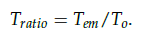 T_ratio = T_em/T_o.